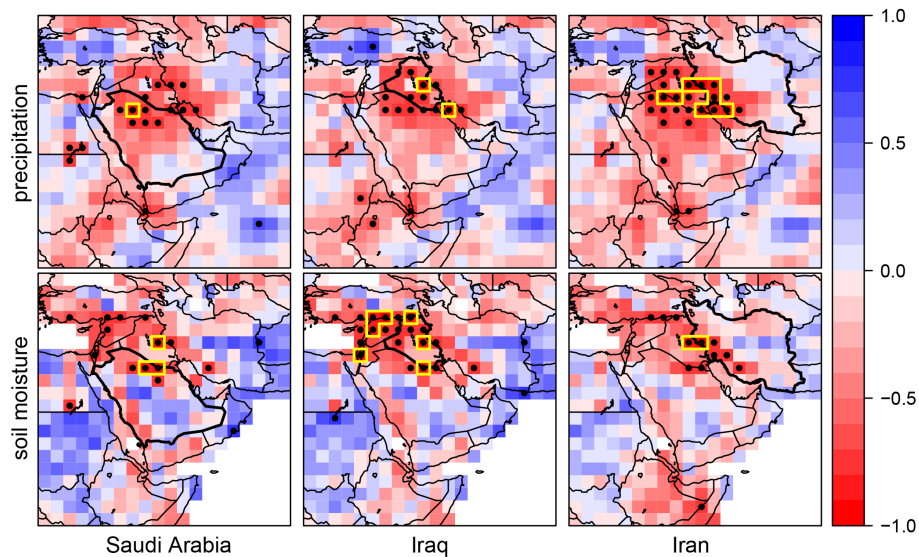 precipitation
soil moisture
Saudi Arabia
Iraq
Iran
1.0
0.5
0.0
−0.5
−1.0